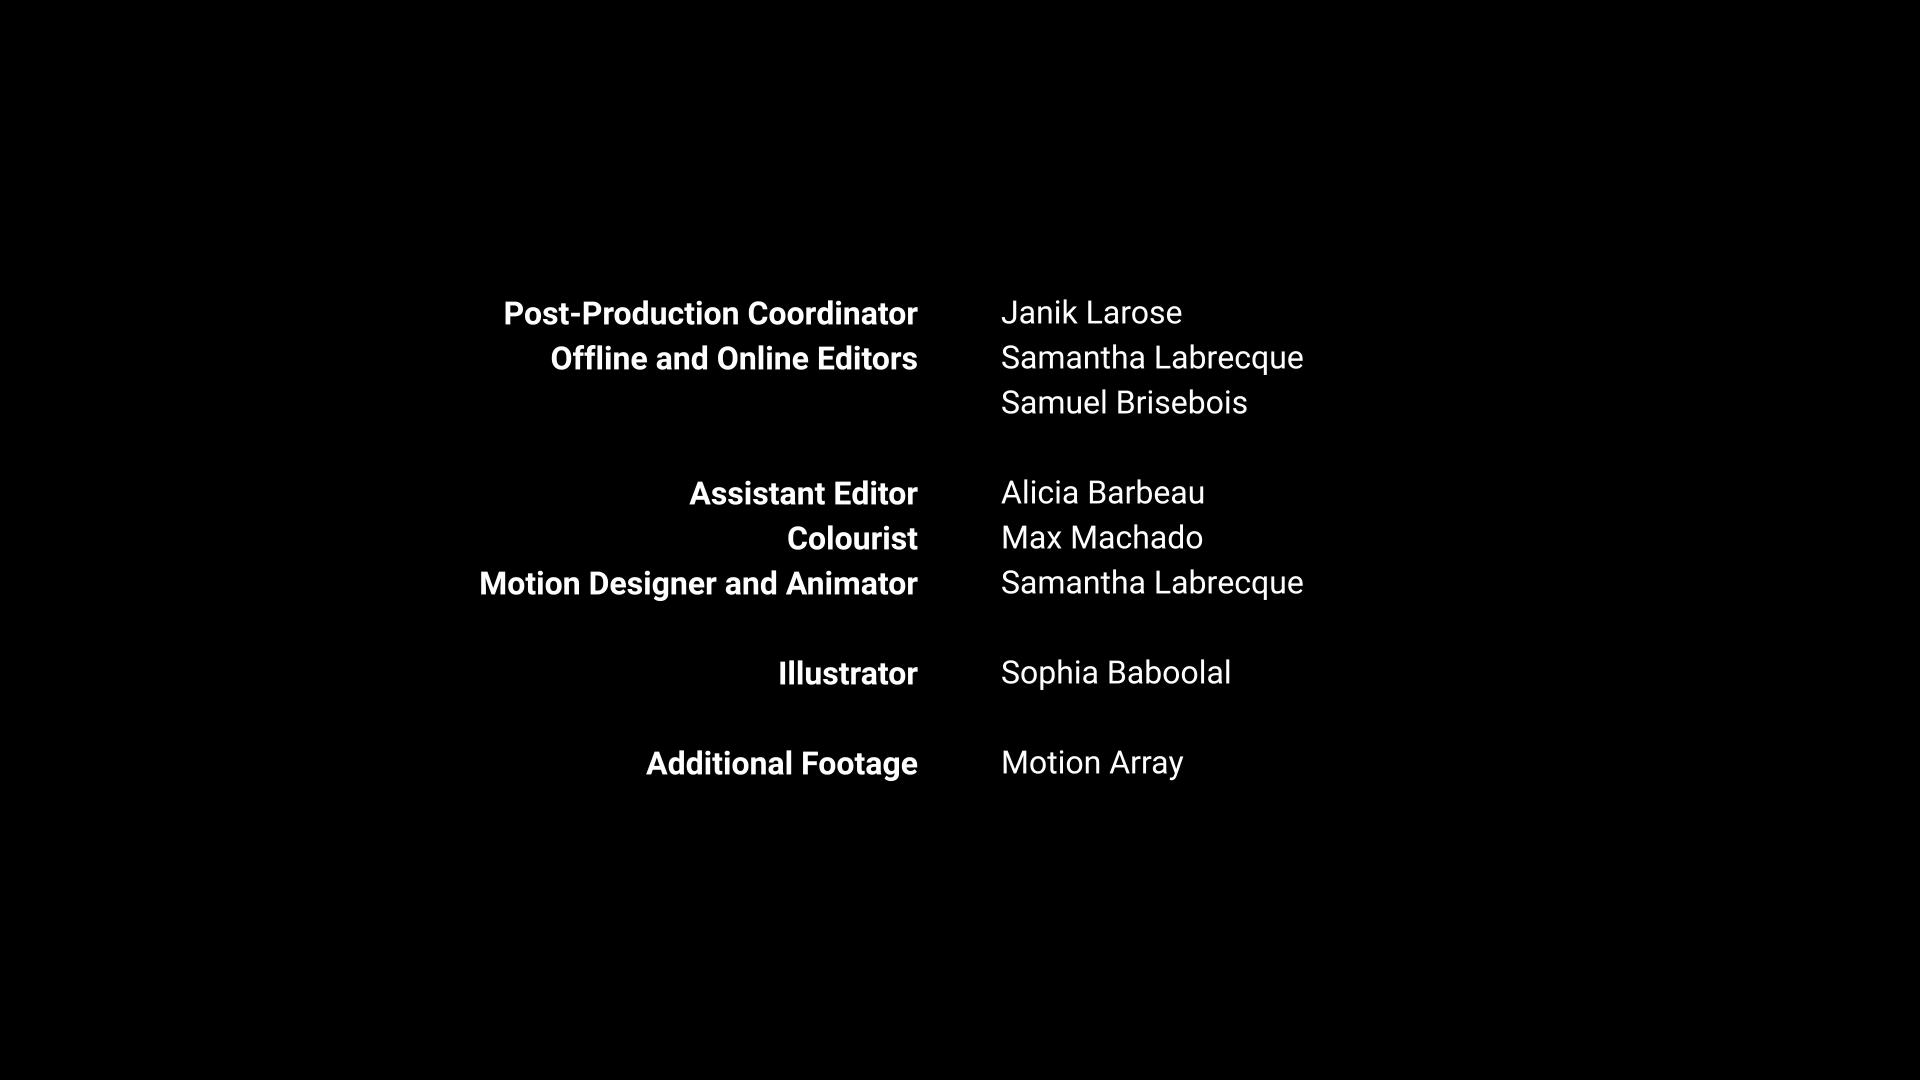 Post-Production Coordinator Janik Larose
Offline and Online Editors Samantha Labrecque
Samuel Brisebois
Assistant Editor Alicia Barbeau
Colourist Max Machado
Motion Designer and Animator Samantha Labrecque
Illustrator Sophia Baboolal
Additional Footage Motion Array